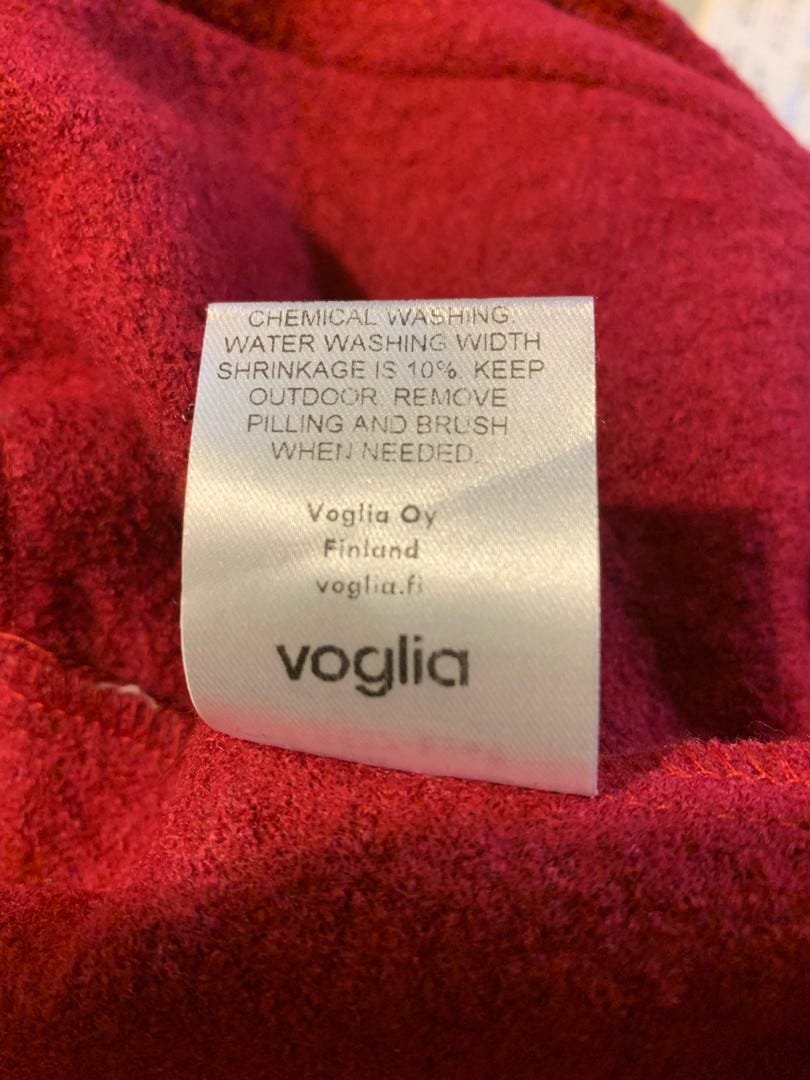 CHEMICAL WASHING.
WATER WASHING WIDTH
SHRINKAGE IS 10%. KEEP
OUTDOOR. REMOVE
PILLING AND BRUSH
WHEN NEEDED.
Voglia Oy
Finland
voglia.fi
voglia